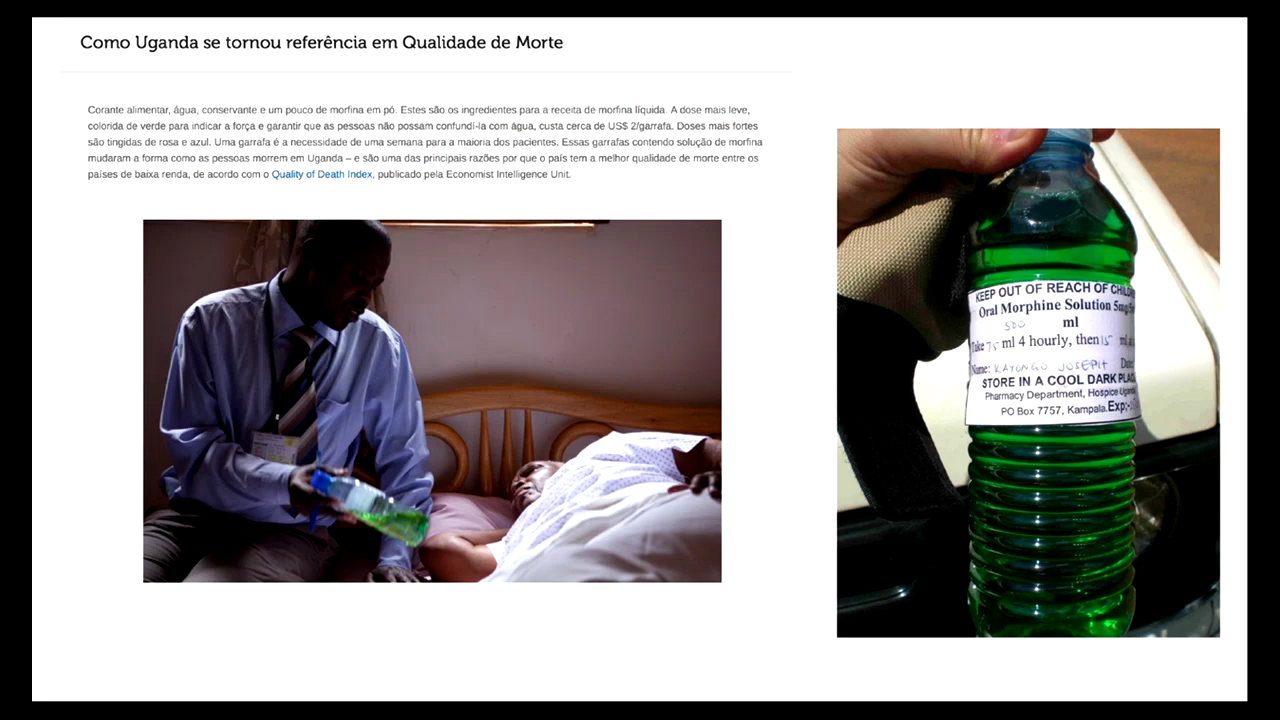 Como Uganda se tornou referência em Qualidade de Morte
Corante alimentar, água, conservante e um pouco de morfina em pó. Estes são os ingredientes para a receita de morfina líquida. A dose mais leve,
colorida de verde para indicar a força e garantir que as pessoas não possam confundí-la com água, custa cerca de US$ 2/garrafa. Doses mais fortes
são tingidas de rosa e azul. Uma garrafa é a necessidade de uma semana para a maioria dos pacientes. Essas garrafas contendo solução de morfina
mudaram a forma como as pessoas morrem em Uganda – e são uma das principais razões por que o país tem a melhor qualidade de morte entre os
países de baixa renda, de acordo com o Quality of Death Index, publicado pela Economist Intelligence Unit.
KEEP OUT OF REACH OF
Oral Morphine Solution
500 ml
ml 4 hourly, then 15
KAYONGO JOSEPH
STORE IN A COOL DARK
Pharmacy Department, Hospice
PO Box 7757, Kampala. Exp:-